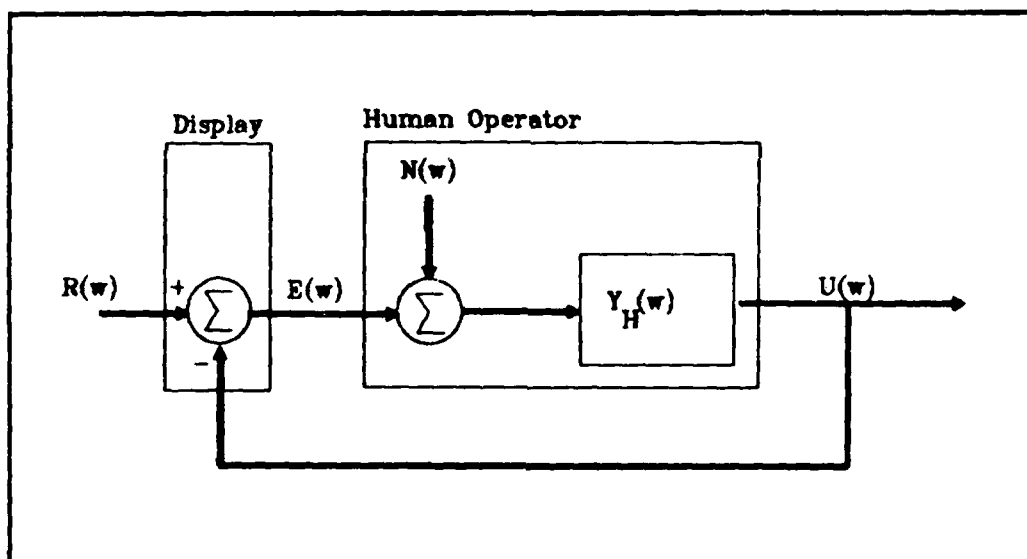 Display
Human Operator
N(w)
R(w)
+
Σ
E(w)
Σ
Y_H(w)
U(w)
−